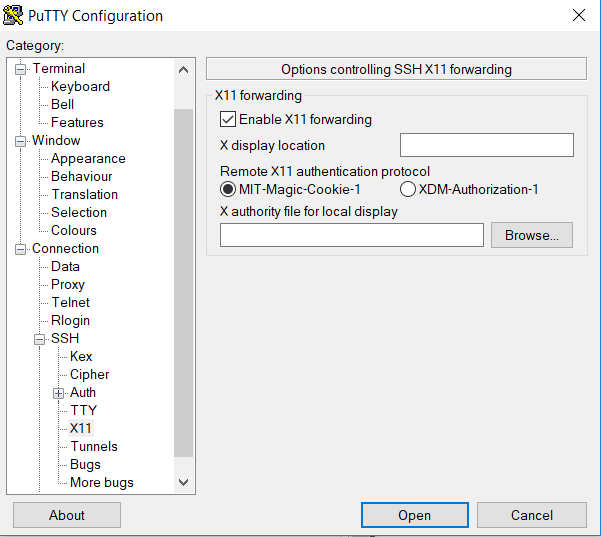 PuTTY Configuration
Category:
Terminal
Keyboard
Bell
Features
Window
Appearance
Behaviour
Translation
Selection
Colours
Connection
Data
Proxy
Telnet
Rlogin
SSH
Kex
Cipher
Auth
TTY
X11
Tunnels
Bugs
More bugs
Options controlling SSH X11 forwarding
X11 forwarding
Enable X11 forwarding
X display location
Remote X11 authentication protocol
MIT-Magic-Cookie-1 XDM-Authorization-1
X authority file for local display
Browse...
About Open Cancel